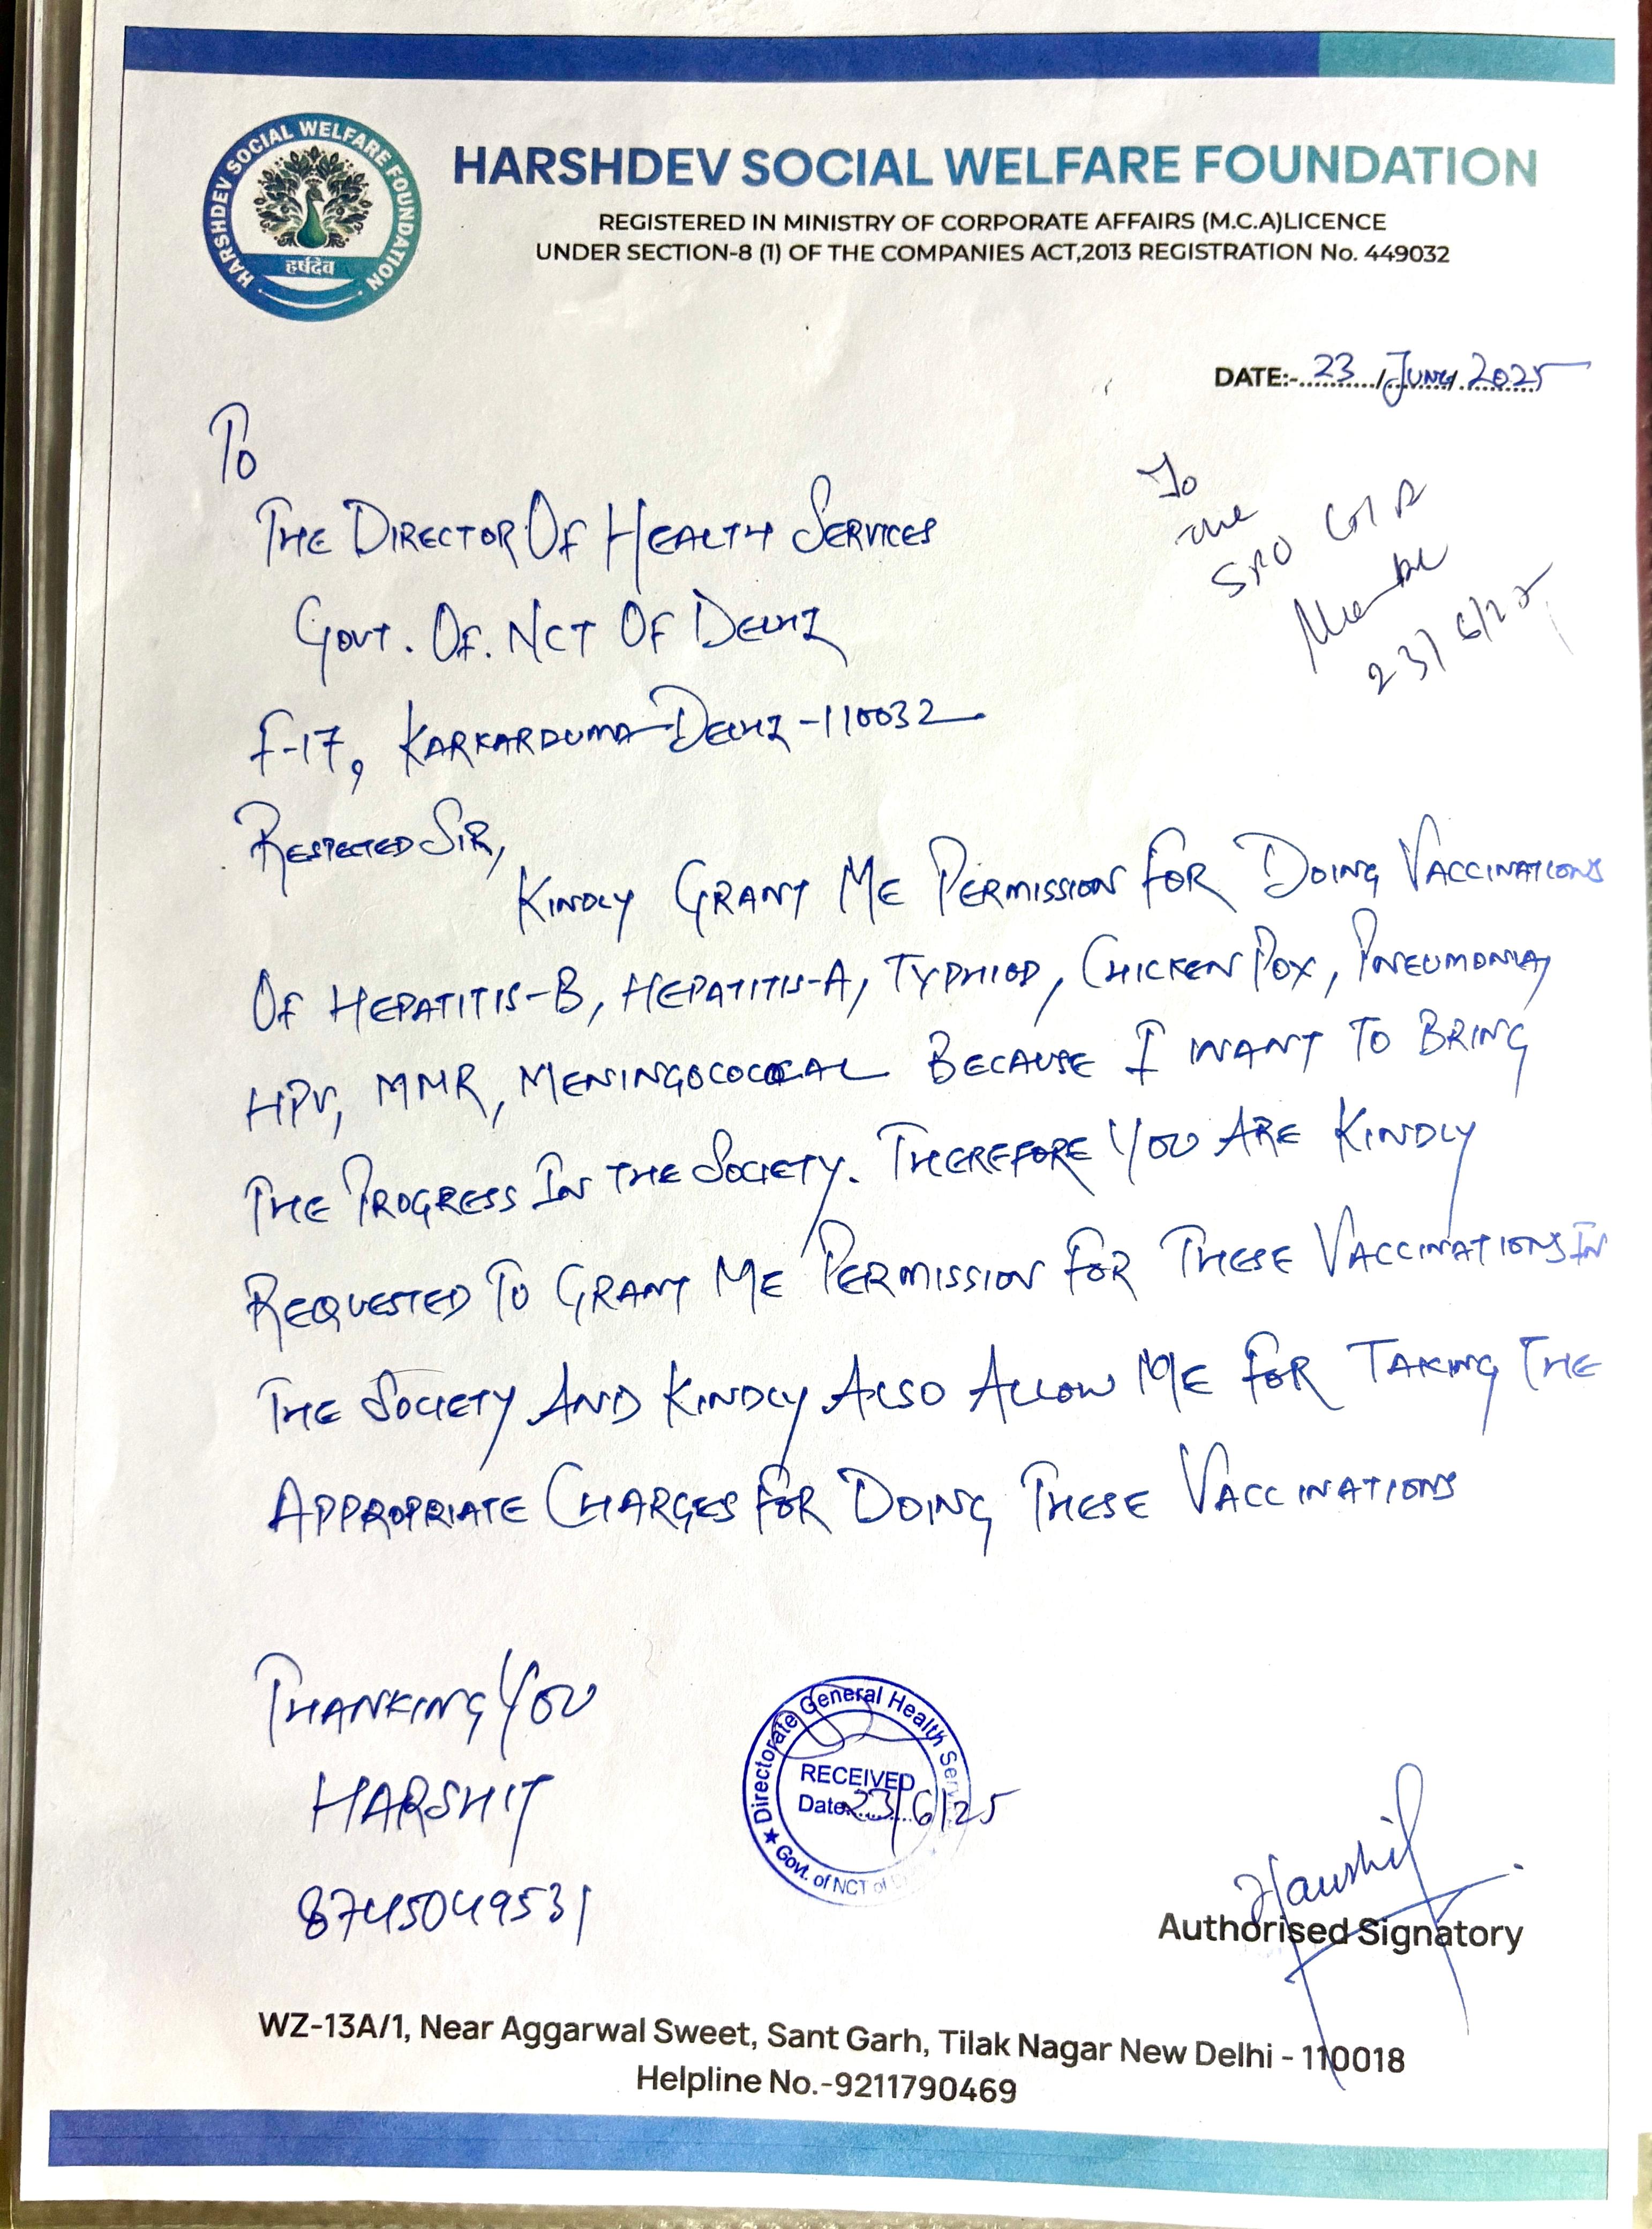 HARSHDEV SOCIAL WELFARE FOUNDATION
हर्षदेव
HARSHDEV SOCIAL WELFARE FOUNDATION
REGISTERED IN MINISTRY OF CORPORATE AFFAIRS (M.C.A)LICENCE
UNDER SECTION-8 (1) OF THE COMPANIES ACT,2013 REGISTRATION No. 449032
DATE:- 23 / JUNE/ 2025
TO
THE DIRECTOR OF HEALTH SERVICES
GOVT. OF. NCT OF DELHI
F-17, KARKARDUMA-DELHI-110032
To
the
SPO
23/6/25
RESPECTED SIR,
KINDLY GRANT ME PERMISSION FOR DOING VACCINATIONS
OF HEPATITIS-B, HEPATITIS-A, TYPHIOD, CHICKEN POX, PNEUMONIA,
HPV, MMR, MENINGOCOCCAL BECAUSE I WANT TO BRING
THE PROGRESS IN THE SOCIETY. THEREFORE YOU ARE KINDLY
REQUESTED TO GRANT ME PERMISSION FOR THESE VACCINATIONS IN
THE SOCIETY AND KINDLY ALSO ALLOW ME FOR TAKING THE
APPROPRIATE CHARGES FOR DOING THESE VACCINATIONS
THANKING YOU
HARSHIT
8745049531
Directorate General Health Serv
RECEIVED
Date 23/6/25
Govt. of NCT of
Harshit
Authorised Signatory
WZ-13A/1, Near Aggarwal Sweet, Sant Garh, Tilak Nagar New Delhi - 110018
Helpline No.-9211790469